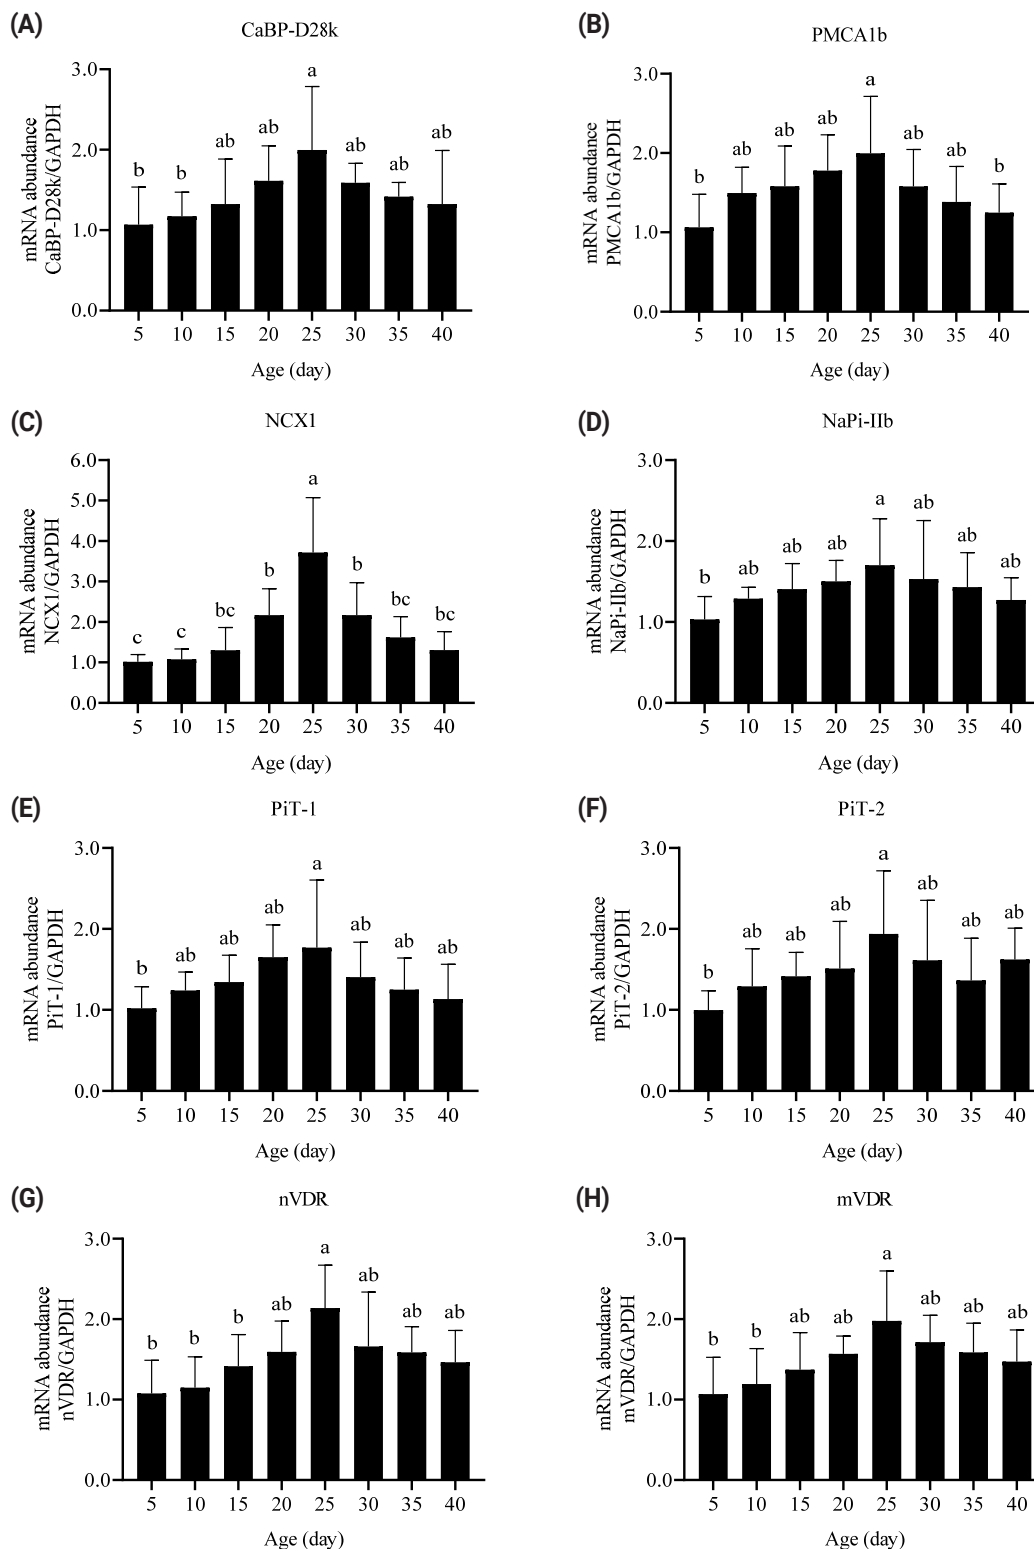 (A)
CaBP-D28k
mRNA abundance
CaBP-D28k/GAPDH
3.0
2.0
1.0
0.0
b b ab ab a ab ab ab
5 10 15 20 25 30 35 40
Age (day)
(B)
PMCA1b
mRNA abundance
PMCA1b/GAPDH
3.0
2.0
1.0
0.0
b ab ab ab a ab ab b
5 10 15 20 25 30 35 40
Age (day)
(C)
NCX1
mRNA abundance
NCX1/GAPDH
6.0
5.0
4.0
3.0
2.0
1.0
0.0
c c bc b a b bc bc
5 10 15 20 25 30 35 40
Age (day)
(D)
NaPi-IIb
mRNA abundance
NaPi-IIb/GAPDH
3.0
2.0
1.0
0.0
b ab ab ab a ab ab ab
5 10 15 20 25 30 35 40
Age (day)
(E)
PiT-1
mRNA abundance
PiT-1/GAPDH
3.0
2.0
1.0
0.0
b ab ab ab a ab ab ab
5 10 15 20 25 30 35 40
Age (day)
(F)
PiT-2
mRNA abundance
PiT-2/GAPDH
3.0
2.0
1.0
0.0
b ab ab ab a ab ab ab
5 10 15 20 25 30 35 40
Age (day)
(G)
nVDR
mRNA abundance
nVDR/GAPDH
3.0
2.0
1.0
0.0
b b b ab a ab ab ab
5 10 15 20 25 30 35 40
Age (day)
(H)
mVDR
mRNA abundance
mVDR/GAPDH
3.0
2.0
1.0
0.0
b b ab ab a ab ab ab
5 10 15 20 25 30 35 40
Age (day)